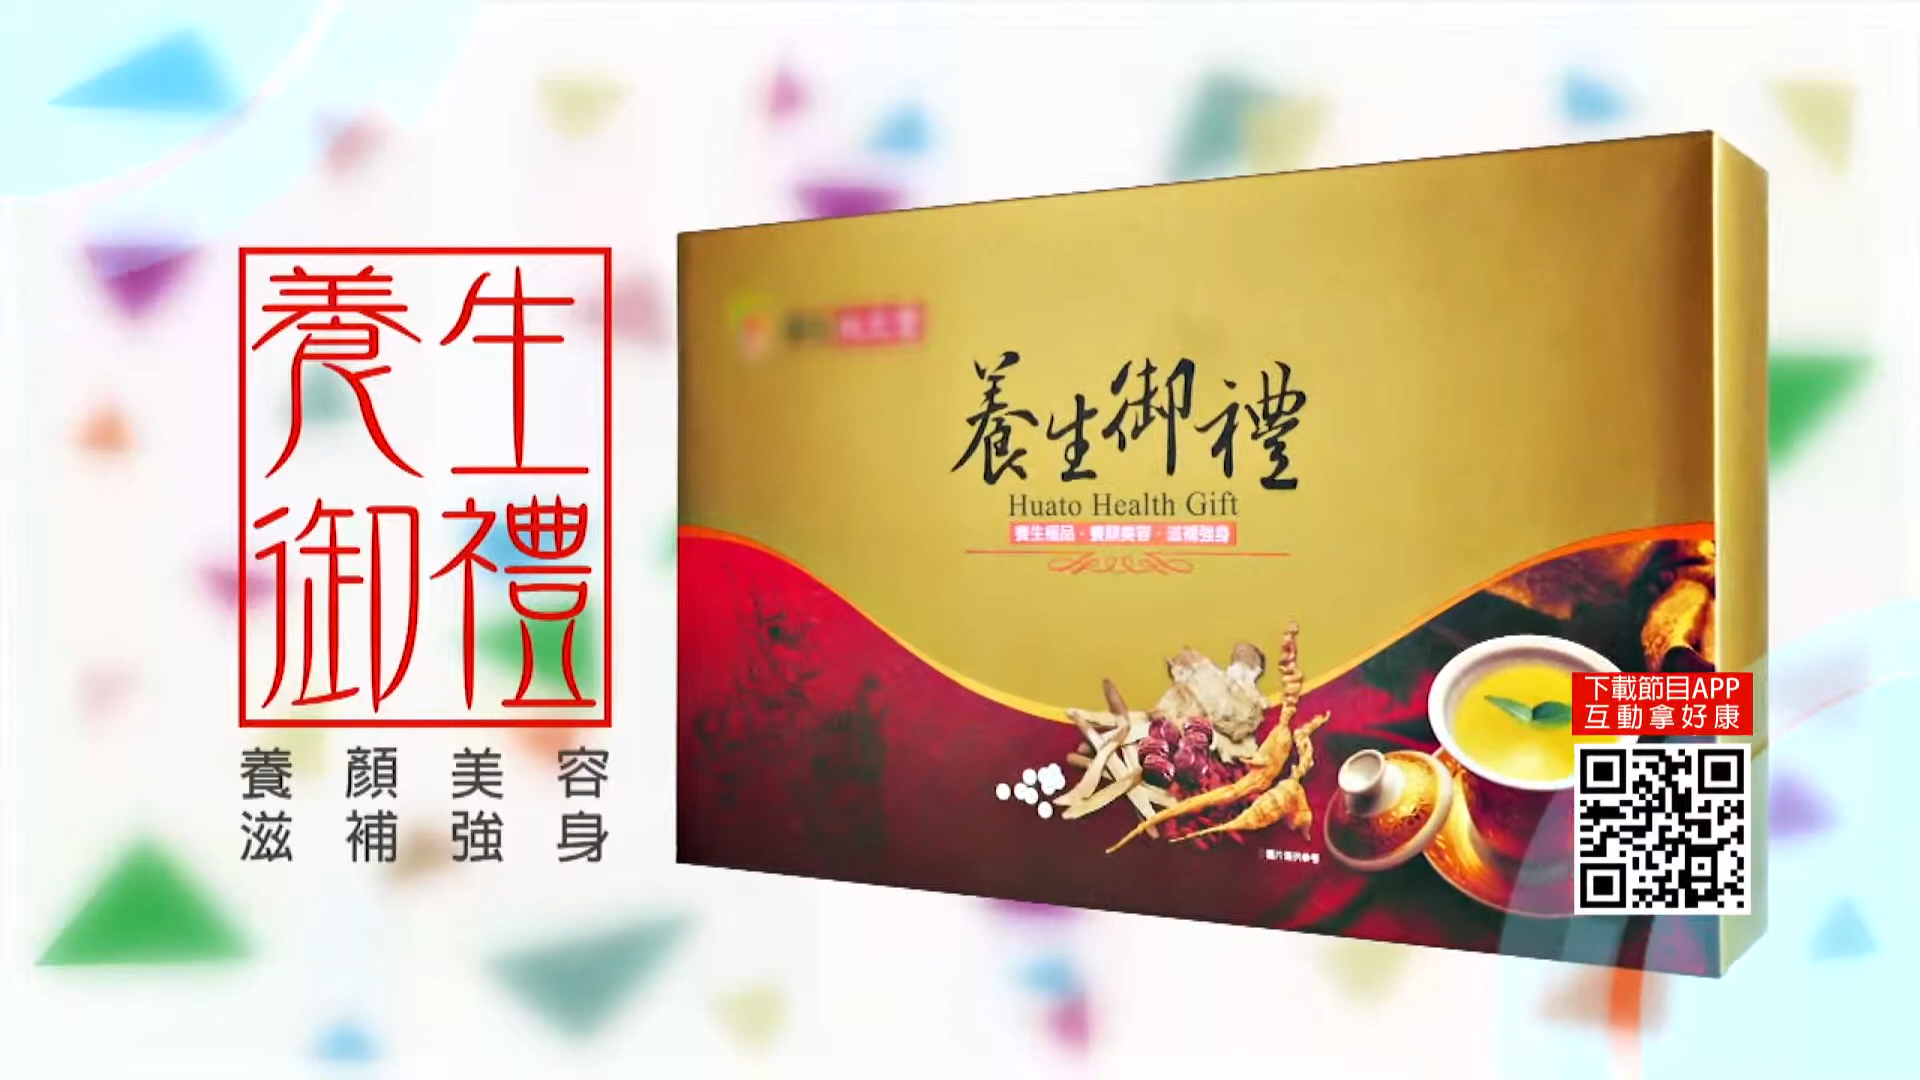 養生
御禮
養顏美容
滋補強身
養生御禮
Huato Health Gift
養生極品·養顏美容·滋補強身
下載節目APP
互動拿好康